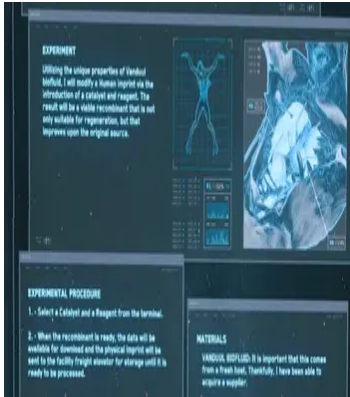 EXPERIMENT
Utilising the unique properties of Vanduul
biofluid, I will modify a Human imprint via the
introduction of a catalyst and reagent. The
result will be a viable recombinant that is not
only suitable for regeneration, but that
improves upon the original source.
EXPERIMENTAL PROCEDURE
1. - Select a Catalyst and a Reagent from the terminal.
2. - When the recombinant is ready, the data will be
available for download and the physical imprint will be
sent to the facility freight elevator for storage until it is
ready to be processed.
MATERIALS
VANDUUL BIOFLUID: It is important that this comes
from a fresh host. Thankfully, I have been able to
acquire a supplier.